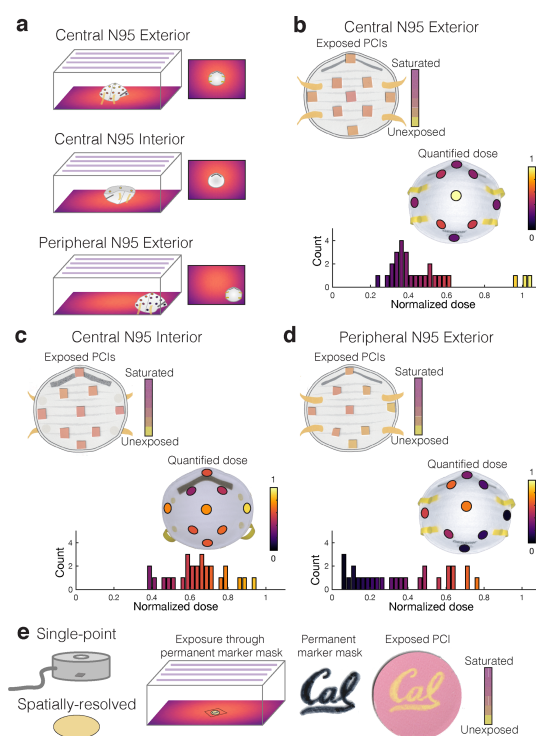 a
Central N95 Exterior
Central N95 Interior
Peripheral N95 Exterior
b
Central N95 Exterior
Exposed PCIs
Saturated
Unexposed
Quantified dose
1
0
Count
4
2
0
0
0.2
0.4
0.6
0.8
1
Normalized dose
c
Central N95 Interior
Exposed PCIs
Saturated
Unexposed
Quantified dose
1
0
Count
4
2
0
0
0.2
0.4
0.6
0.8
1
Normalized dose
d
Peripheral N95 Exterior
Exposed PCIs
Saturated
Unexposed
Quantified dose
1
0
Count
4
2
0
0
0.2
0.4
0.6
0.8
1
Normalized dose
e
Single-point
Spatially-resolved
Exposure through
permanent marker mask
Permanent
marker mask
Cal
Exposed PCI
Cal
Saturated
Unexposed